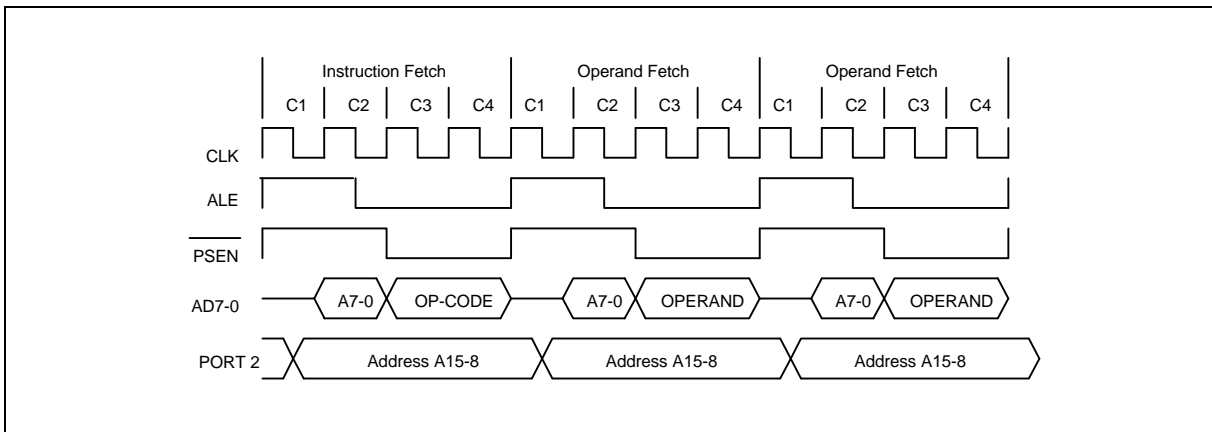 Instruction Fetch Operand Fetch Operand Fetch
C1 C2 C3 C4 C1 C2 C3 C4 C1 C2 C3 C4
CLK
ALE
PSEN
AD7-0 A7-0 OP-CODE A7-0 OPERAND A7-0 OPERAND
PORT 2 Address A15-8 Address A15-8 Address A15-8